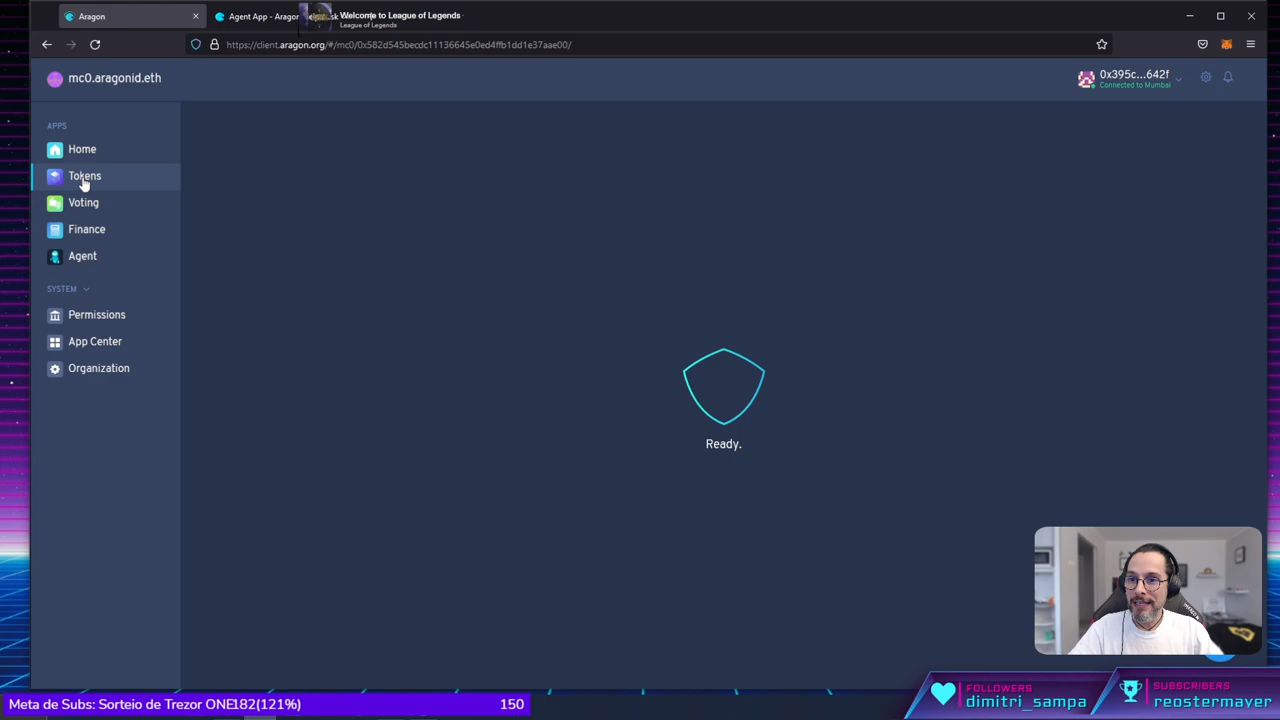 Aragon
Agent App - Aragon
sk
Welcome to League of Legends
League of Legends
https://client.aragon.org/#/mc0/0x582d545becdc11136645e0ed4ffb1dd1e37aae00/
mc0.aragonid.eth
0x395c...642f
Connected to Mumbai
APPS
Home
Tokens
Voting
Finance
Agent
SYSTEM
Permissions
App Center
Organization
Ready.
Meta de Subs: Sorteio de Trezor ONE182(121%)
150
FOLLOWERS
dimitri_sampa
SUBSCRIBERS
reostermayer